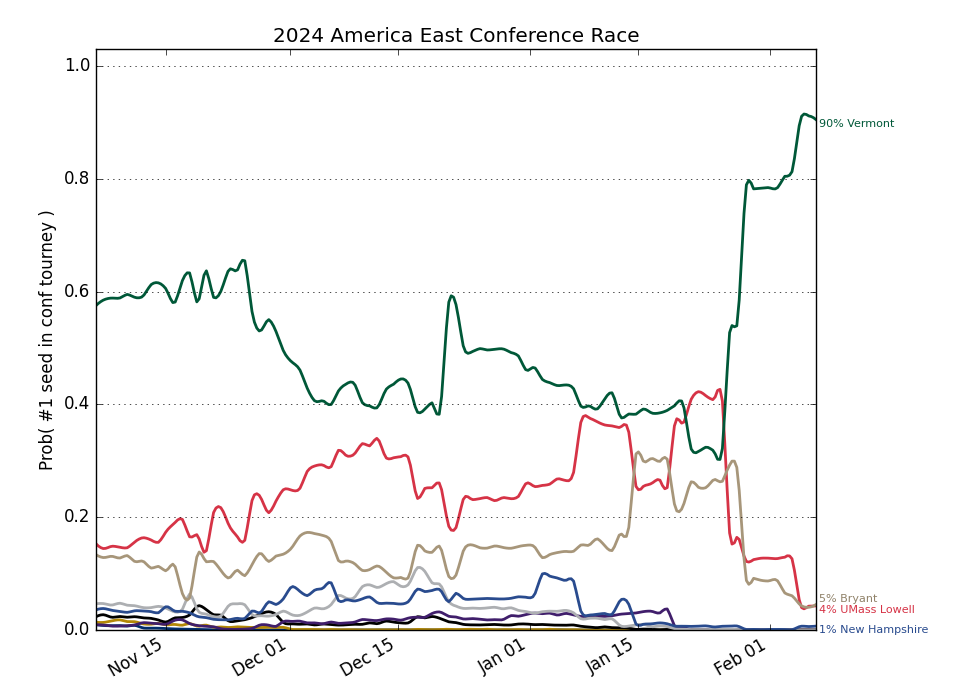 2024 America East Conference Race
Prob( #1 seed in conf tourney )
1.0
0.8
0.6
0.4
0.2
0.0
90% Vermont
5% Bryant
4% UMass Lowell
1% New Hampshire
Nov 15
Dec 01
Dec 15
Jan 01
Jan 15
Feb 01